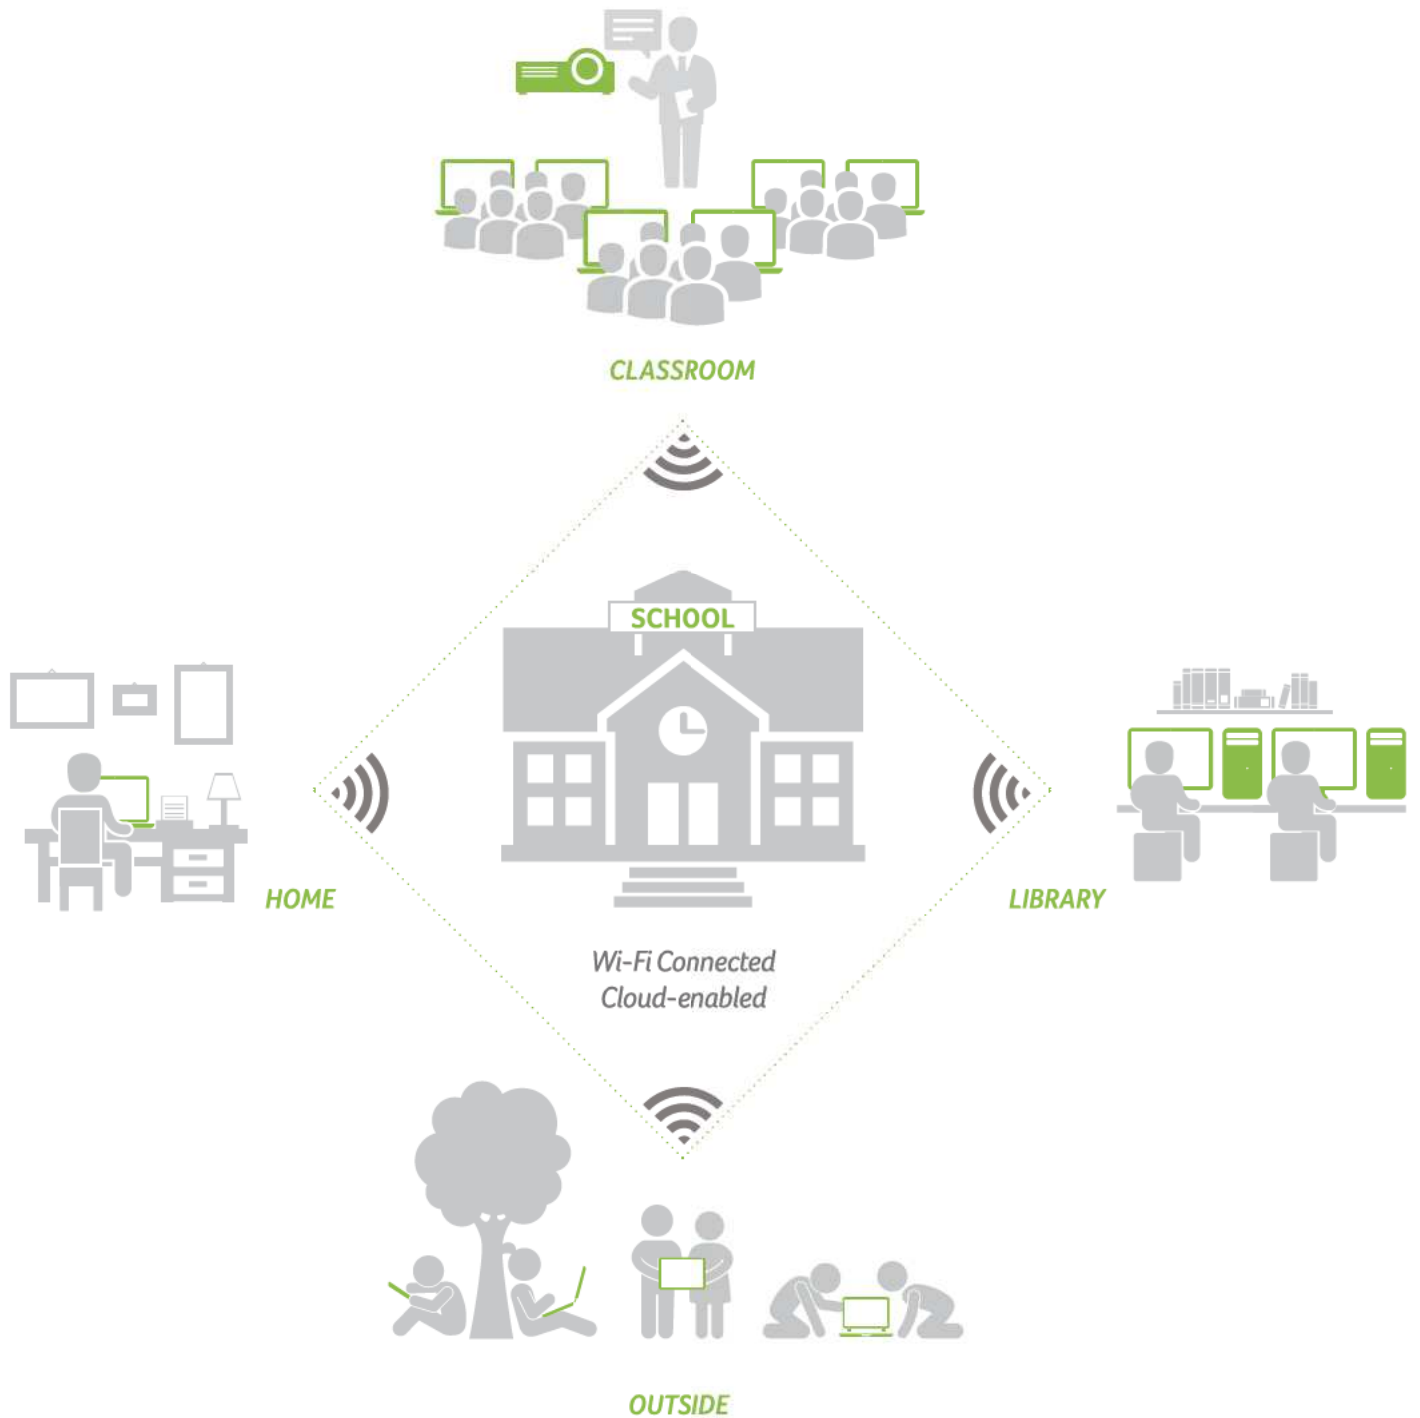 CLASSROOM
SCHOOL
HOME
LIBRARY
Wi-Fi Connected
Cloud-enabled
OUTSIDE